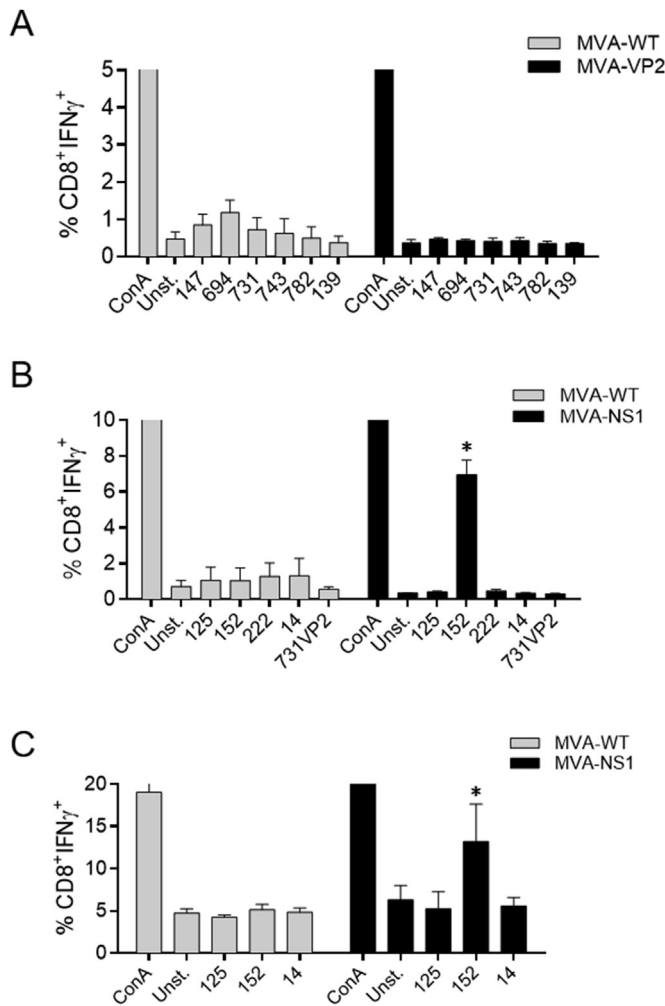 A
MVA-WT
MVA-VP2
% CD8+IFNγ+
5
4
3
2
1
0
ConA Unst. 147 694 731 743 782 139 ConA Unst. 147 694 731 743 782 139
B
MVA-WT
MVA-NS1
% CD8+IFNγ+
10
8
6
4
2
0
*
ConA Unst. 125 152 222 14 731VP2 ConA Unst. 125 152 222 14 731VP2
C
MVA-WT
MVA-NS1
% CD8+IFNγ+
20
15
10
5
0
*
ConA Unst. 125 152 14 ConA Unst. 125 152 14